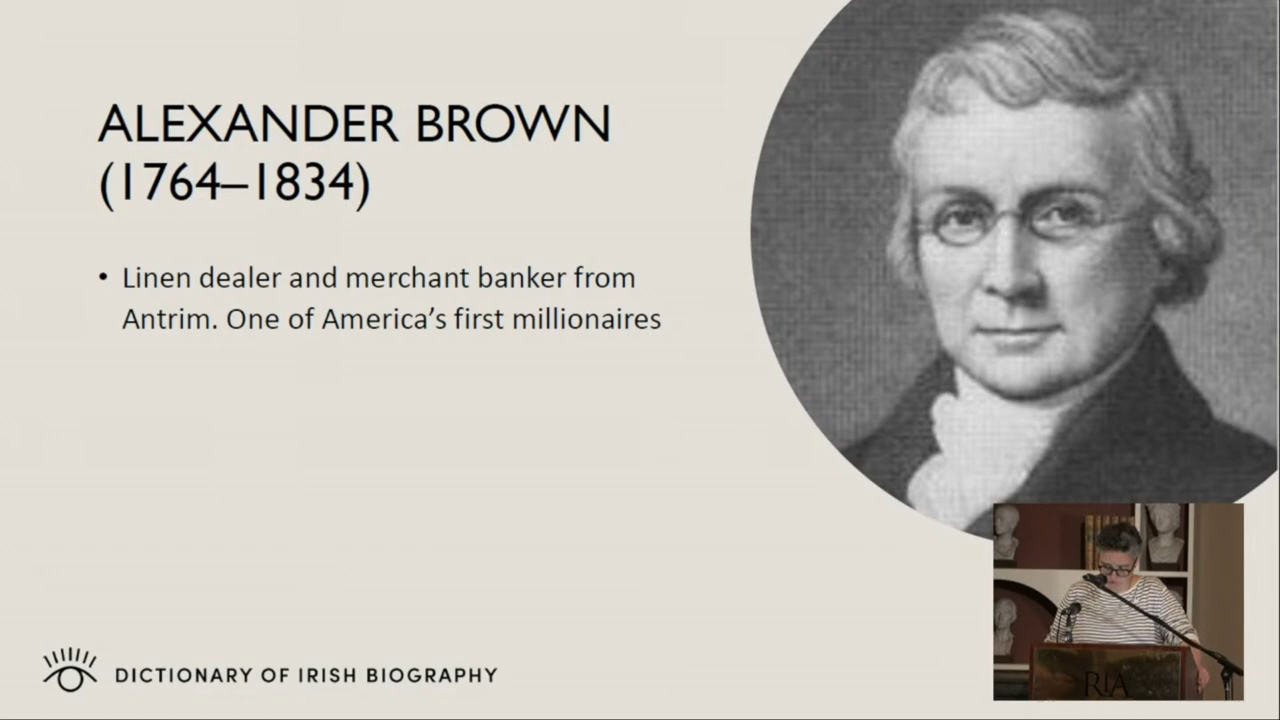 ALEXANDER BROWN
(1764–1834)
• Linen dealer and merchant banker from
Antrim. One of America’s first millionaires
DICTIONARY OF IRISH BIOGRAPHY
RIA